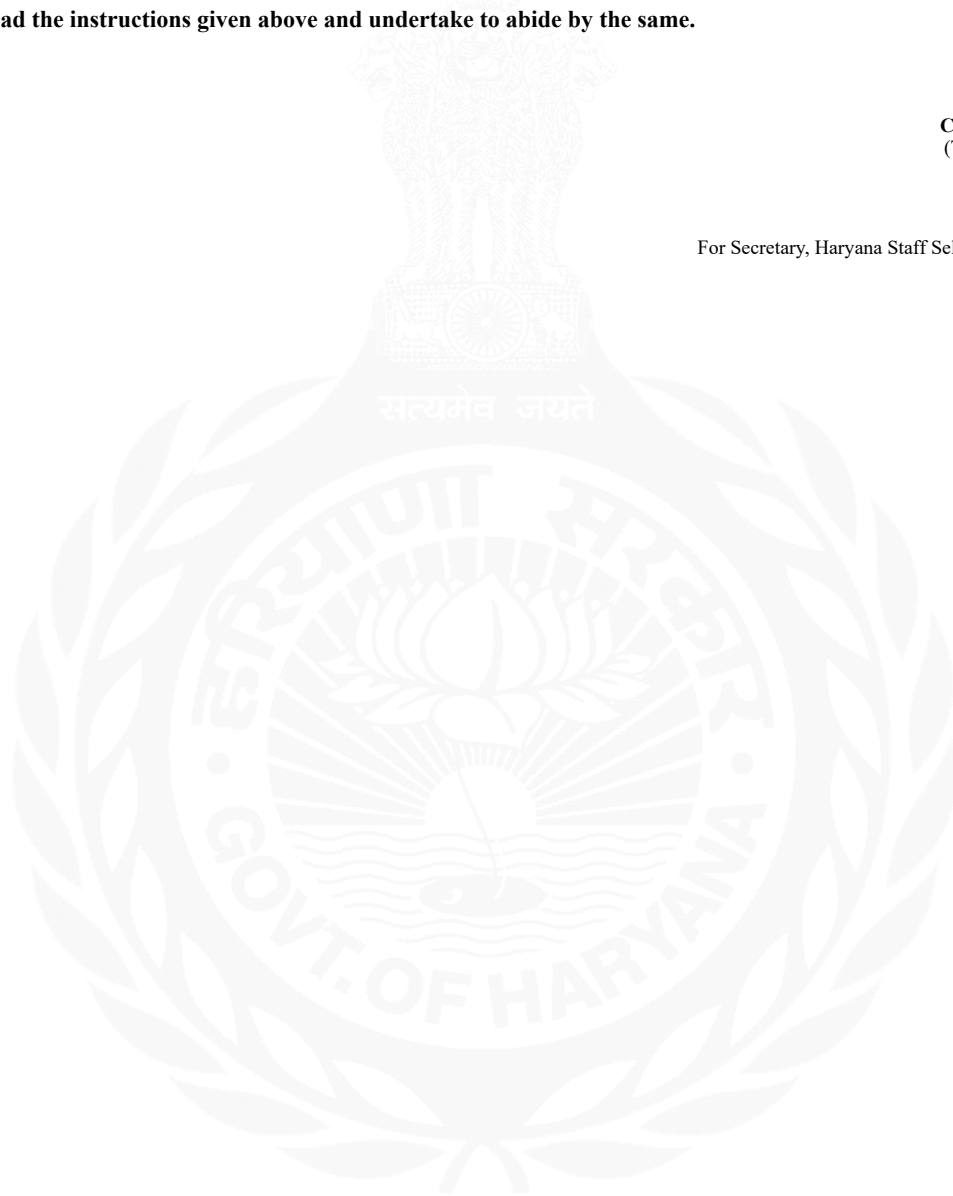 ad the instructions given above and undertake to abide by the same.
C
(
For Secretary, Haryana Staff Se
सत्यमेव जयते
हरियाणा सरकार
GOVT. OF HARYANA